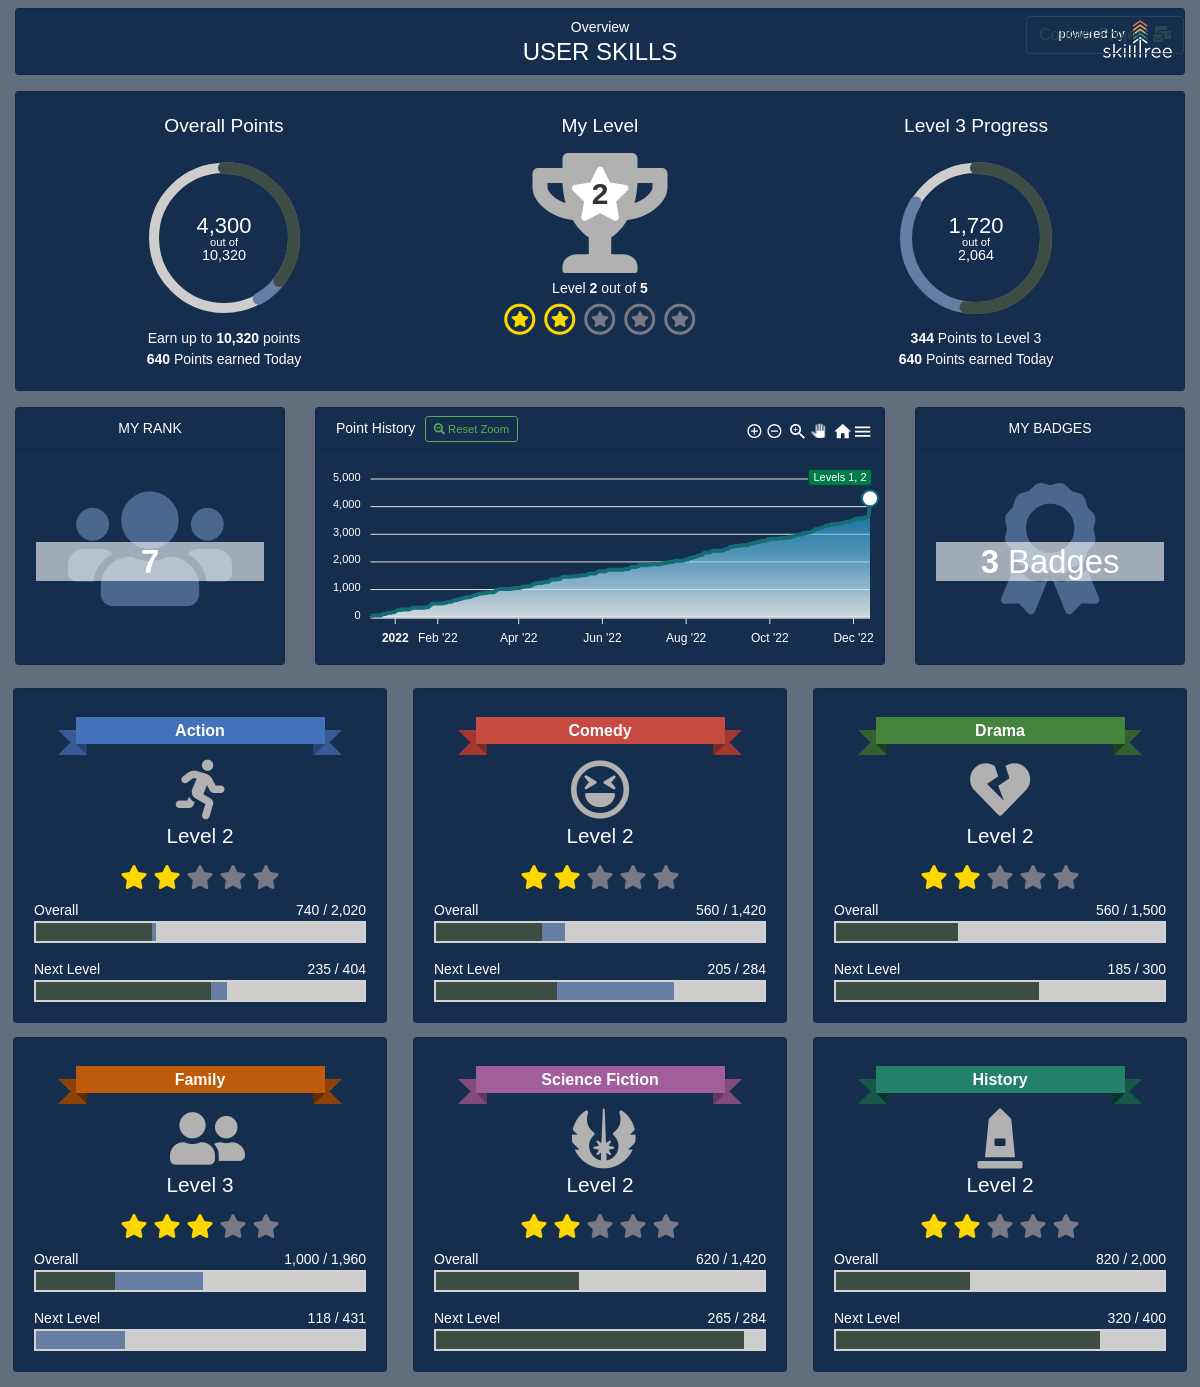 Overview
USER SKILLS
powered by
skilltree
Overall Points
4,300
out of
10,320
Earn up to 10,320 points
640 Points earned Today
My Level
2
Level 2 out of 5
Level 3 Progress
1,720
out of
2,064
344 Points to Level 3
640 Points earned Today
MY RANK
7
Point History
Reset Zoom
Levels 1, 2
5,000
4,000
3,000
2,000
1,000
0
2022 Feb '22 Apr '22 Jun '22 Aug '22 Oct '22 Dec '22
MY BADGES
3 Badges
Action
Level 2
Overall 740 / 2,020
Next Level 235 / 404
Comedy
Level 2
Overall 560 / 1,420
Next Level 205 / 284
Drama
Level 2
Overall 560 / 1,500
Next Level 185 / 300
Family
Level 3
Overall 1,000 / 1,960
Next Level 118 / 431
Science Fiction
Level 2
Overall 620 / 1,420
Next Level 265 / 284
History
Level 2
Overall 820 / 2,000
Next Level 320 / 400